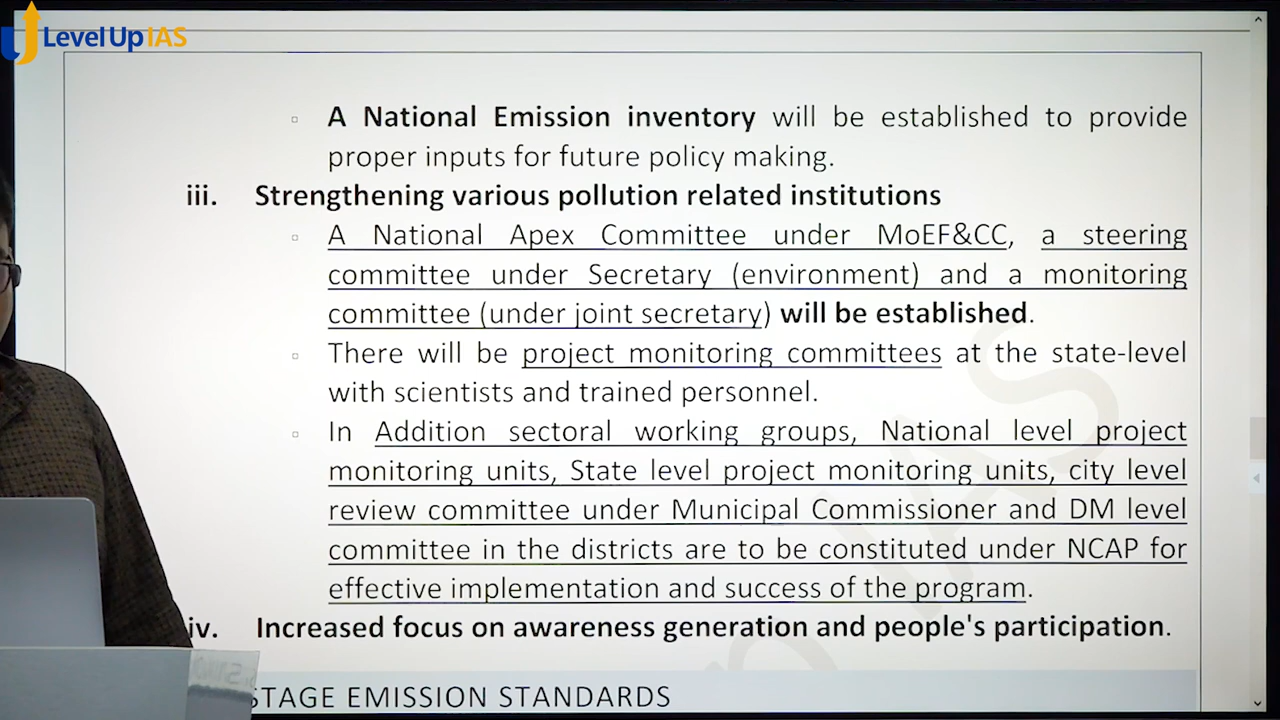 LevelUp IAS
▫ A National Emission inventory will be established to provide
proper inputs for future policy making.
iii. Strengthening various pollution related institutions
▫ A National Apex Committee under MoEF&CC, a steering
committee under Secretary (environment) and a monitoring
committee (under joint secretary) will be established.
▫ There will be project monitoring committees at the state-level
with scientists and trained personnel.
▫ In Addition sectoral working groups, National level project
monitoring units, State level project monitoring units, city level
review committee under Municipal Commissioner and DM level
committee in the districts are to be constituted under NCAP for
effective implementation and success of the program.
iv. Increased focus on awareness generation and people's participation.
STAGE EMISSION STANDARDS